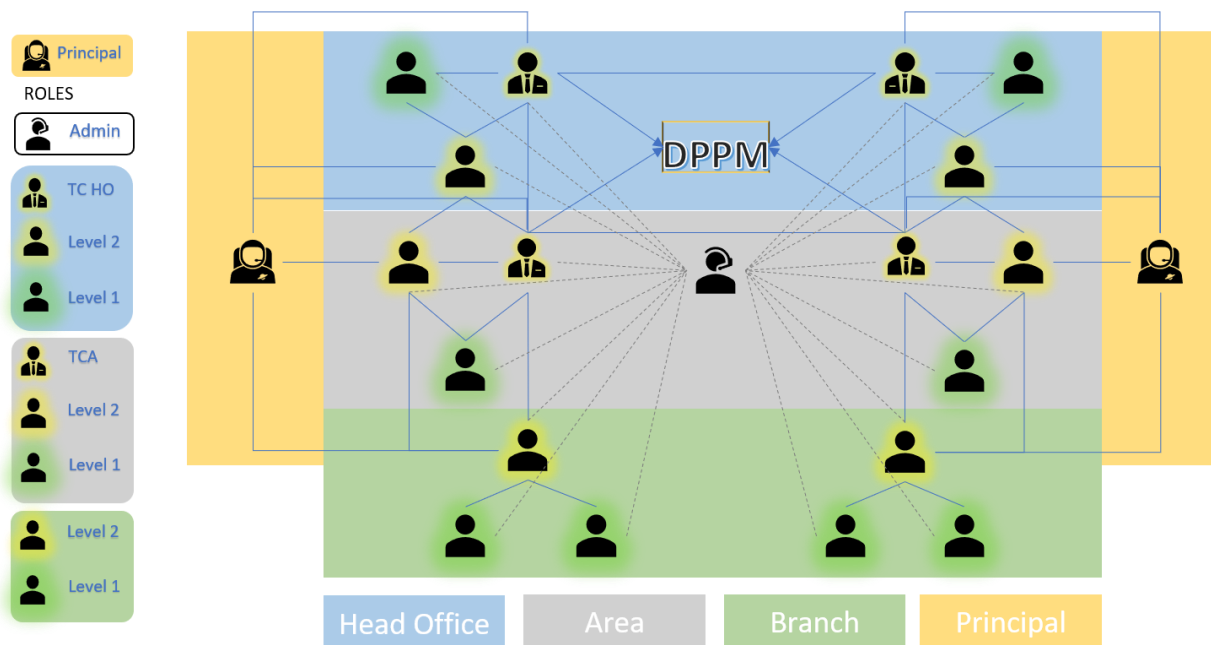 Principal
ROLES
Admin
TC HO
Level 2
Level 1
TCA
Level 2
Level 1
Level 2
Level 1
DPPM
Head Office
Area
Branch
Principal